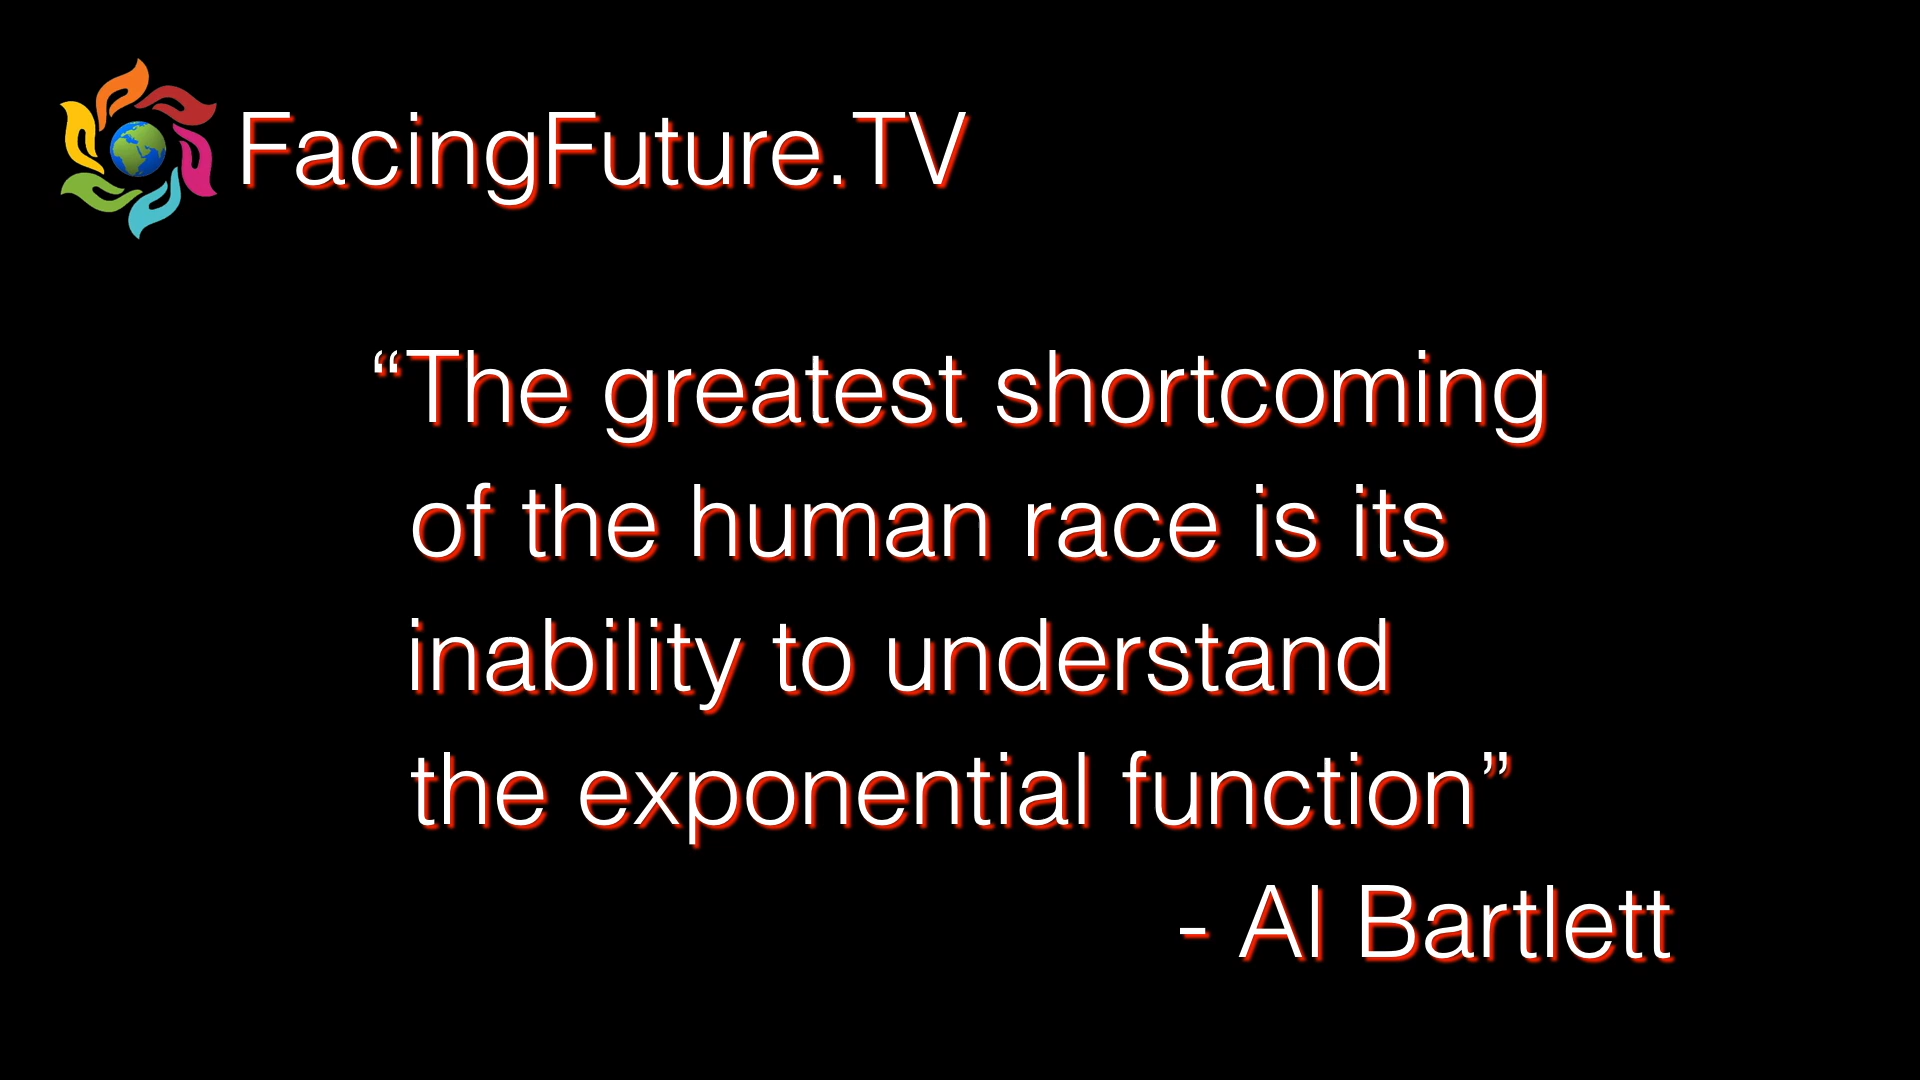 FacingFuture.TV
“The greatest shortcoming
of the human race is its
inability to understand
the exponential function”
- Al Bartlett